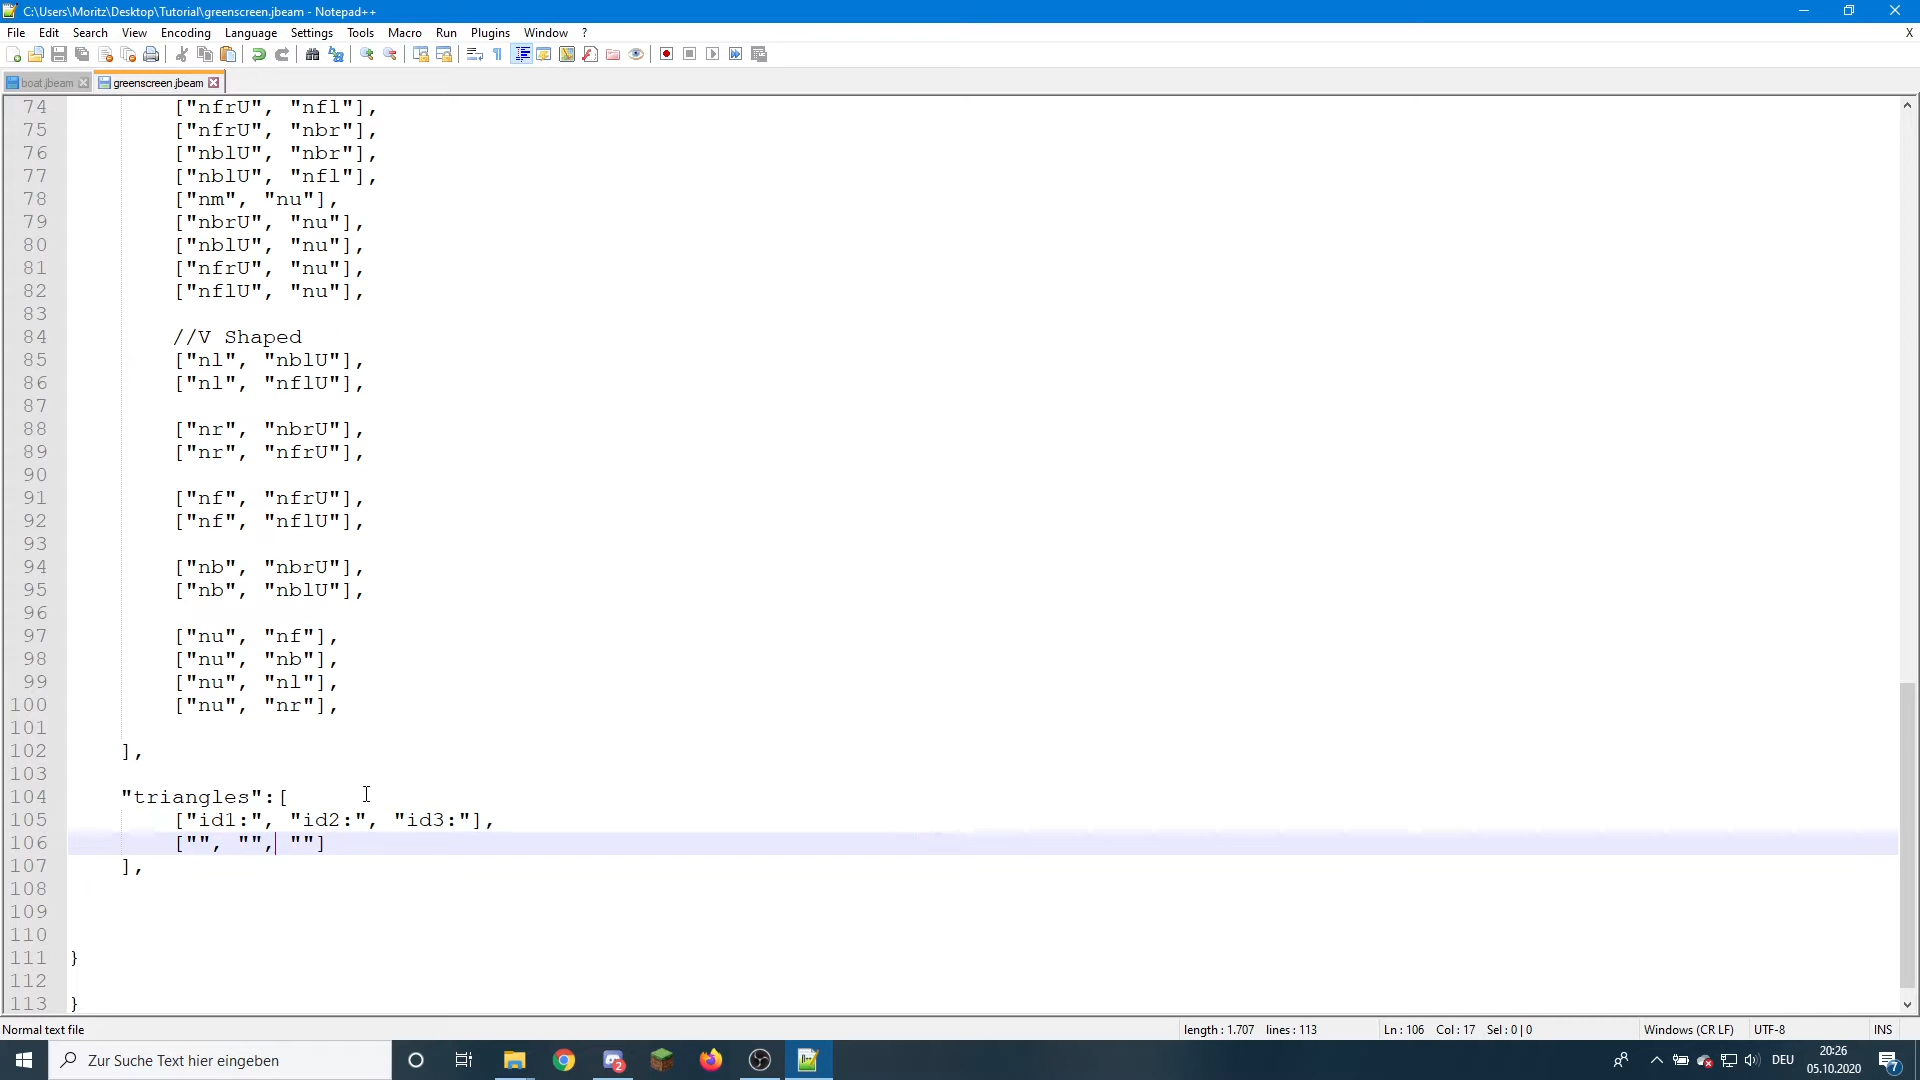 C:\Users\Moritz\Desktop\Tutorial\greenscreen.jbeam - Notepad++
File Edit Search View Encoding Language Settings Tools Macro Run Plugins Window ? X
boat.jbeam greenscreen.jbeam
74 ["nfrU", "nfl"],
75 ["nfrU", "nbr"],
76 ["nblU", "nbr"],
77 ["nblU", "nfl"],
78 ["nm", "nu"],
79 ["nbrU", "nu"],
80 ["nblU", "nu"],
81 ["nfrU", "nu"],
82 ["nflU", "nu"],
83
84 //V Shaped
85 ["nl", "nblU"],
86 ["nl", "nflU"],
87
88 ["nr", "nbrU"],
89 ["nr", "nfrU"],
90
91 ["nf", "nfrU"],
92 ["nf", "nflU"],
93
94 ["nb", "nbrU"],
95 ["nb", "nblU"],
96
97 ["nu", "nf"],
98 ["nu", "nb"],
99 ["nu", "nl"],
100 ["nu", "nr"],
101
102 ],
103
104 "triangles":[
105 ["id1:", "id2:", "id3:"],
106 ["", "", ""]
107 ],
108
109
110
111 }
112
113 }
Normal text file length : 1.707 lines : 113 Ln : 106 Col : 17 Sel : 0 | 0 Windows (CR LF) UTF-8 INS
Zur Suche Text hier eingeben 2 DEU 20:26 7
05.10.2020